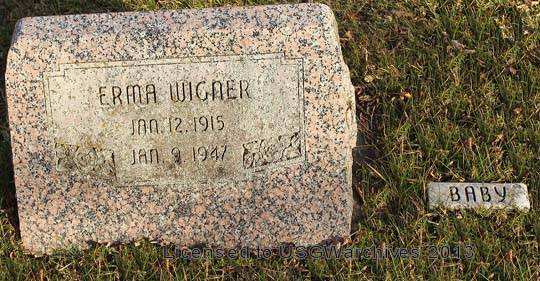 ERMA WIGNER
JAN. 12. 1915
JAN. 9 1947
BABY
Licensed to USGWarchives 2013